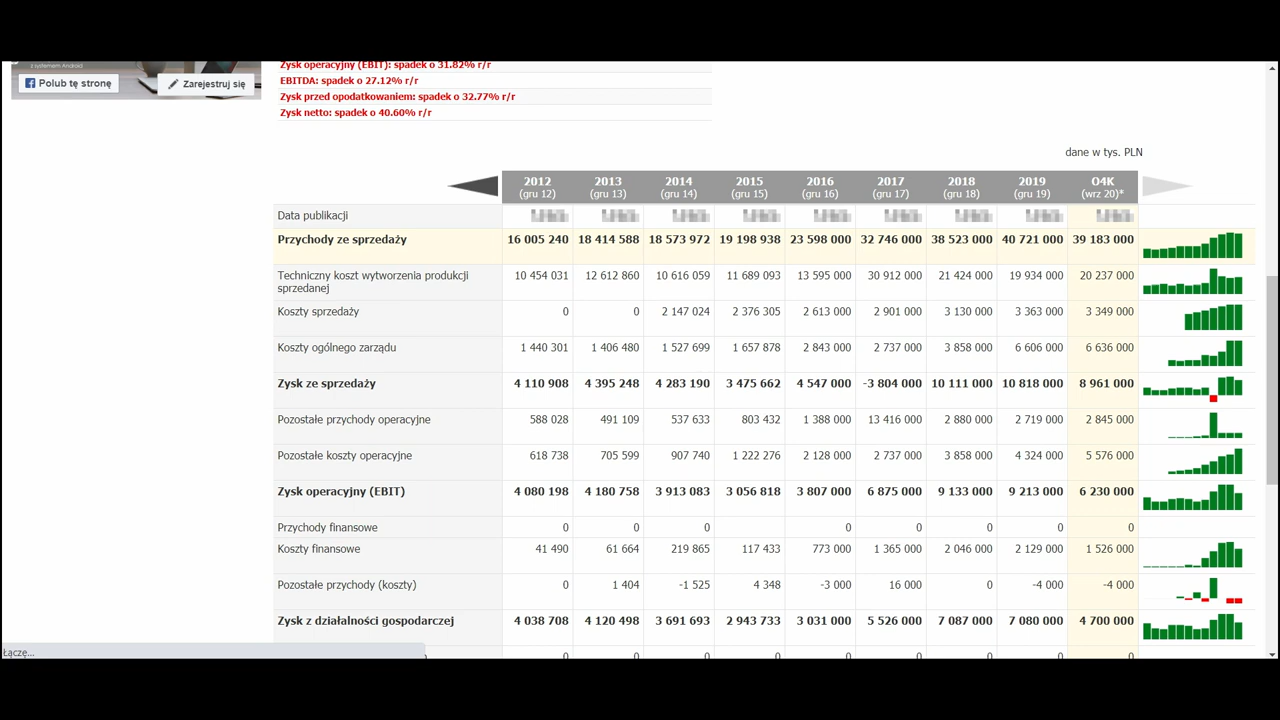 z systemem Android
Polub tę stronę
Zarejestruj się
Zysk operacyjny (EBIT): spadek o 31.82% r/r
EBITDA: spadek o 27.12% r/r
Zysk przed opodatkowaniem: spadek o 32.77% r/r
Zysk netto: spadek o 40.60% r/r
dane w tys. PLN
2012 2013 2014 2015 2016 2017 2018 2019 O4K
(gru 12) (gru 13) (gru 14) (gru 15) (gru 16) (gru 17) (gru 18) (gru 19) (wrz 20)*
Data publikacji
Przychody ze sprzedaży 16 005 240 18 414 588 18 573 972 19 198 938 23 598 000 32 746 000 38 523 000 40 721 000 39 183 000
Techniczny koszt wytworzenia produkcji 10 454 031 12 612 860 10 616 059 11 689 093 13 595 000 30 912 000 21 424 000 19 934 000 20 237 000
sprzedanej
Koszty sprzedaży 0 0 2 147 024 2 376 305 2 613 000 2 901 000 3 130 000 3 363 000 3 349 000
Koszty ogólnego zarządu 1 440 301 1 406 480 1 527 699 1 657 878 2 843 000 2 737 000 3 858 000 6 606 000 6 636 000
Zysk ze sprzedaży 4 110 908 4 395 248 4 283 190 3 475 662 4 547 000 -3 804 000 10 111 000 10 818 000 8 961 000
Pozostałe przychody operacyjne 588 028 491 109 537 633 803 432 1 388 000 13 416 000 2 880 000 2 719 000 2 845 000
Pozostałe koszty operacyjne 618 738 705 599 907 740 1 222 276 2 128 000 2 737 000 3 858 000 4 324 000 5 576 000
Zysk operacyjny (EBIT) 4 080 198 4 180 758 3 913 083 3 056 818 3 807 000 6 875 000 9 133 000 9 213 000 6 230 000
Przychody finansowe 0 0 0 0 0 0 0 0 0
Koszty finansowe 41 490 61 664 219 865 117 433 773 000 1 365 000 2 046 000 2 129 000 1 526 000
Pozostałe przychody (koszty) 0 1 404 -1 525 4 348 -3 000 16 000 0 -4 000 -4 000
Zysk z działalności gospodarczej 4 038 708 4 120 498 3 691 693 2 943 733 3 031 000 5 526 000 7 087 000 7 080 000 4 700 000
0 0 0 0 0 0 0 0 0
Łączę...